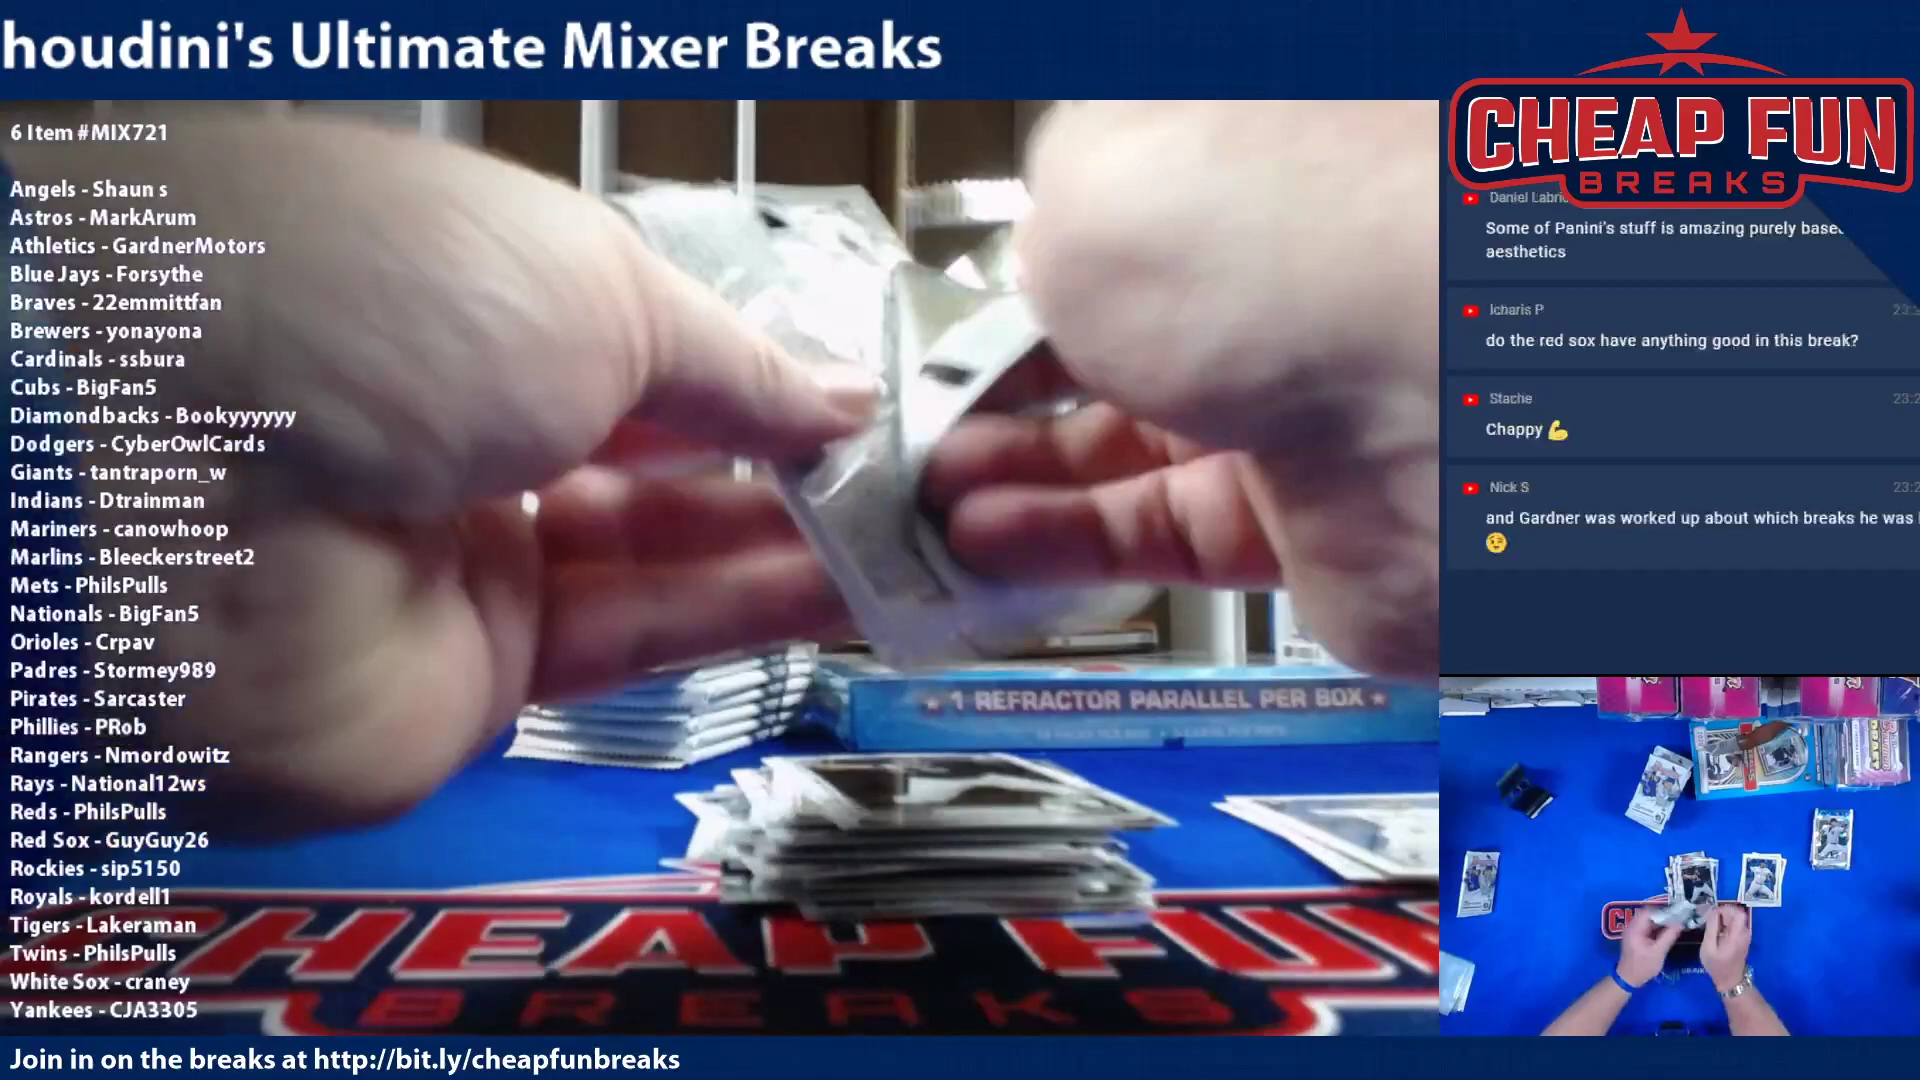 houdini's Ultimate Mixer Breaks
CHEAP FUN
BREAKS
6 Item #MIX721
Angels - Shaun s
Astros - MarkArum
Athletics - GardnerMotors
Blue Jays - Forsythe
Braves - 22emmittfan
Brewers - yonayona
Cardinals - ssbura
Cubs - BigFan5
Diamondbacks - Bookyyyyyy
Dodgers - CyberOwlCards
Giants - tantraporn_w
Indians - Dtrainman
Mariners - canowhoop
Marlins - Bleeckerstreet2
Mets - PhilsPulls
Nationals - BigFan5
Orioles - Crpav
Padres - Stormey989
Pirates - Sarcaster
Phillies - PRob
Rangers - Nmordowitz
Rays - National12ws
Reds - PhilsPulls
Red Sox - GuyGuy26
Rockies - sip5150
Royals - kordell1
Tigers - Lakeraman
Twins - PhilsPulls
White Sox - craney
Yankees - CJA3305
1 REFRACTOR PARALLEL PER BOX
CHEAP FUN
BREAKS
Daniel
Some of Panini's stuff is amazing purely
aesthetics
Icharis P
do the red sox have anything good in this break?
Stache
Chappy 💪
Nick S
and Gardner was worked up about which breaks he was
😉
Join in on the breaks at http://bit.ly/cheapfunbreaks